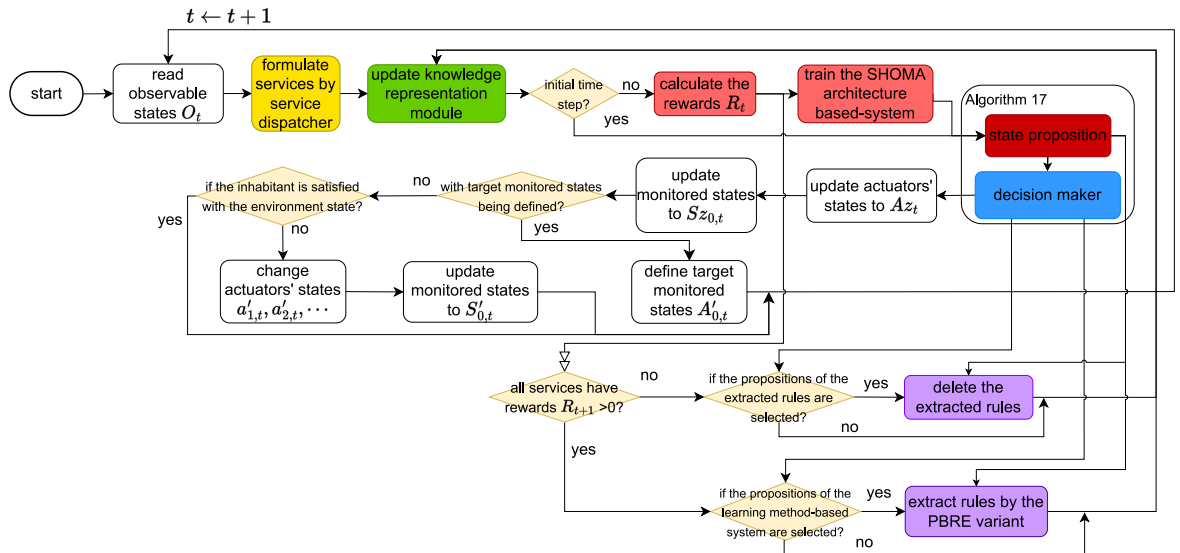 t ← t + 1
start
read
observable
states O_t
formulate
services by
service
dispatcher
update knowledge
representation
module
initial time
step?
no
yes
calculate the
rewards R_t
train the SHOMA
architecture
based-system
Algorithm 17
state proposition
decision maker
update actuators'
states to Az_t
update
monitored states
to Sz_{0,t}
with target monitored states
being defined?
no
yes
if the inhabitant is satisfied
with the environment state?
yes
no
change
actuators' states
a'_{1,t}, a'_{2,t}, ⋯
update
monitored states
to S'_{0,t}
define target
monitored
states A'_{0,t}
all services have
rewards R_{t+1} >0?
no
yes
if the propositions of the
extracted rules are
selected?
yes
no
delete the
extracted rules
if the propositions of the
learning method-based
system are selected?
yes
no
extract rules by the
PBRE variant